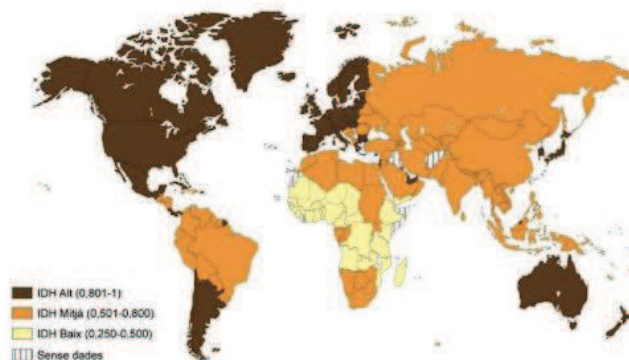 IDH Alt (0,801-1)
IDH Mitjà (0,501-0,800)
IDH Baix (0,250-0,500)
Sense dades